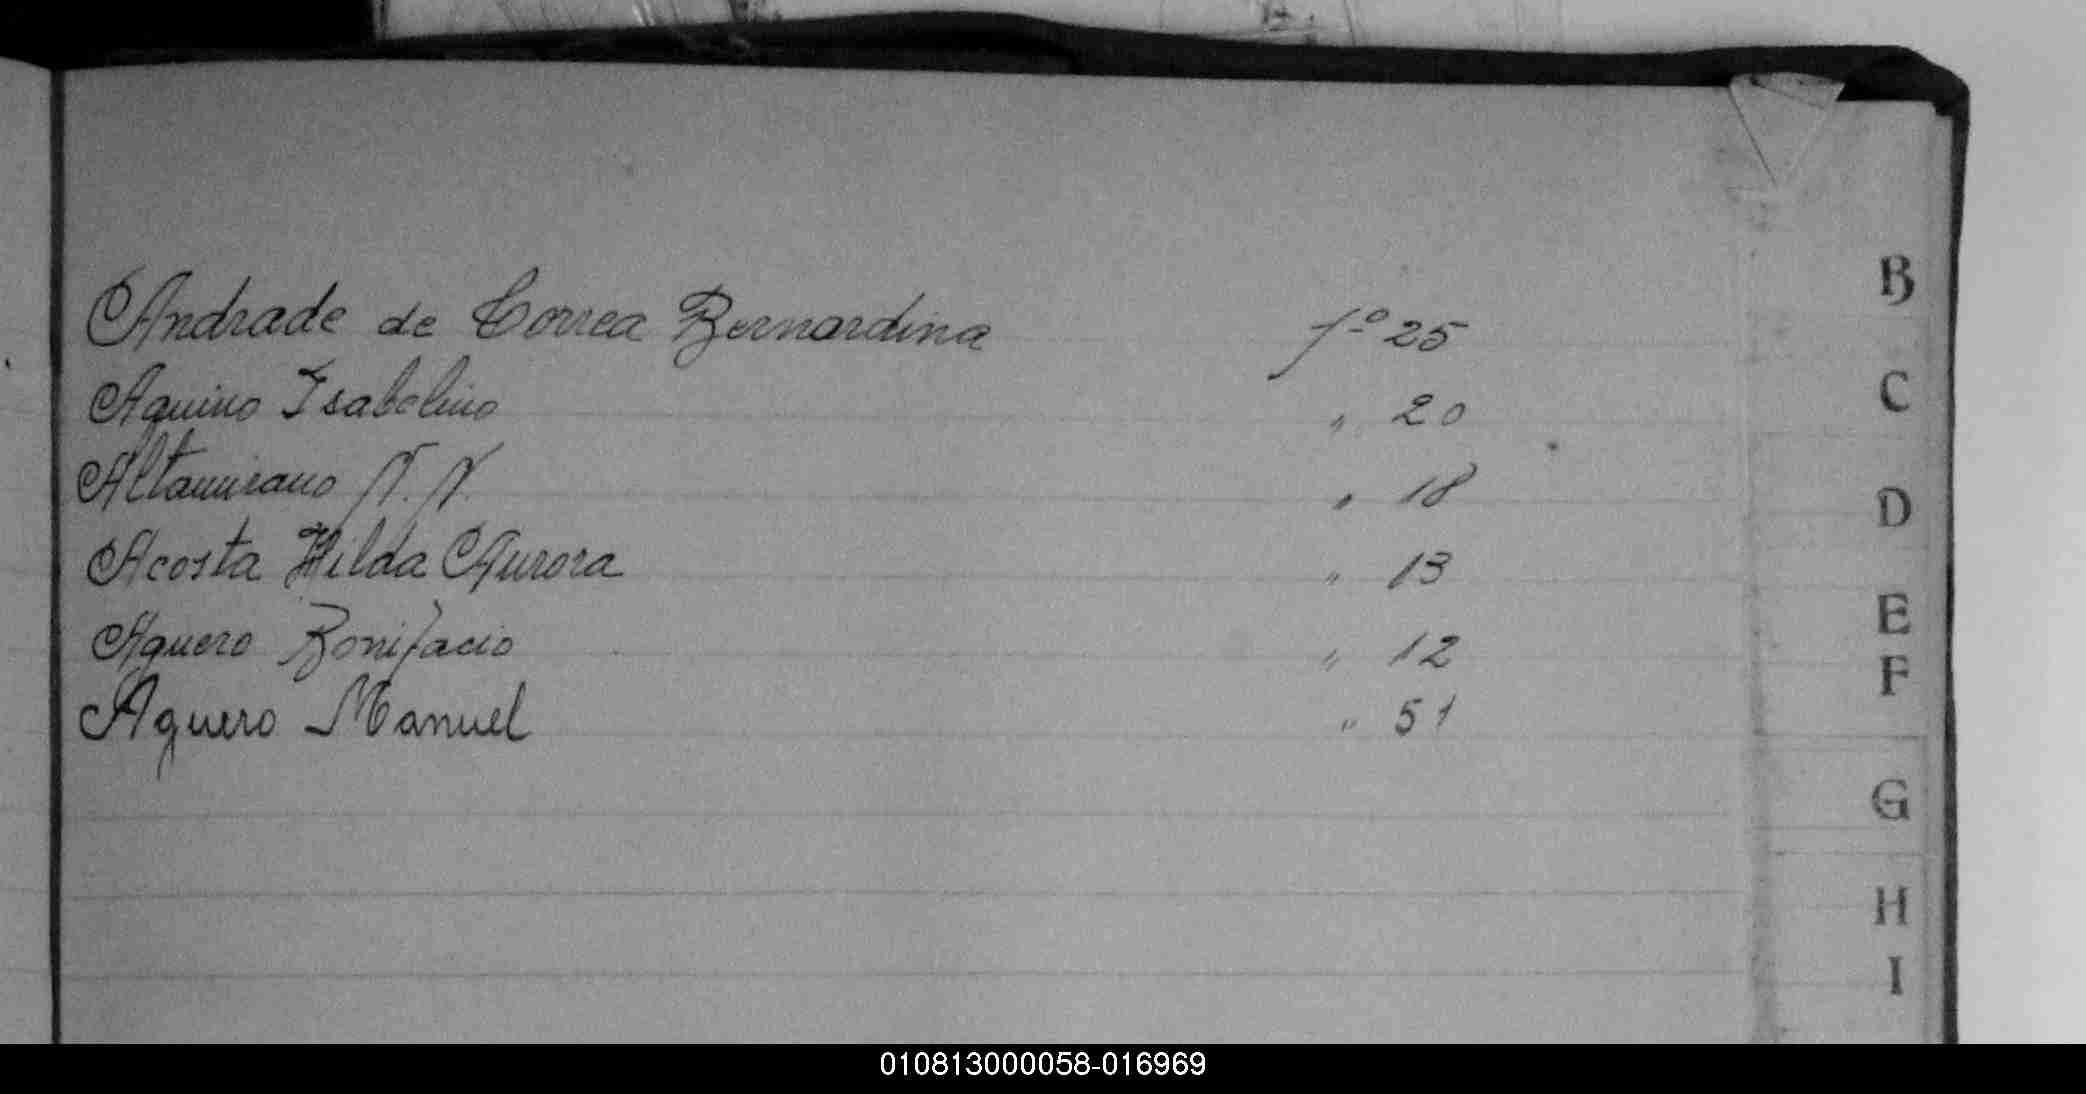 Andrade de Correa Bernardina fº 25
Aquino Isabelino " 20
Altamirano N. N. " 18
Acosta Hilda Aurora " 13
Aguero Bonifacio " 12
Aguero Manuel " 51
B
C
D
E
F
G
H
I
010813000058-016969